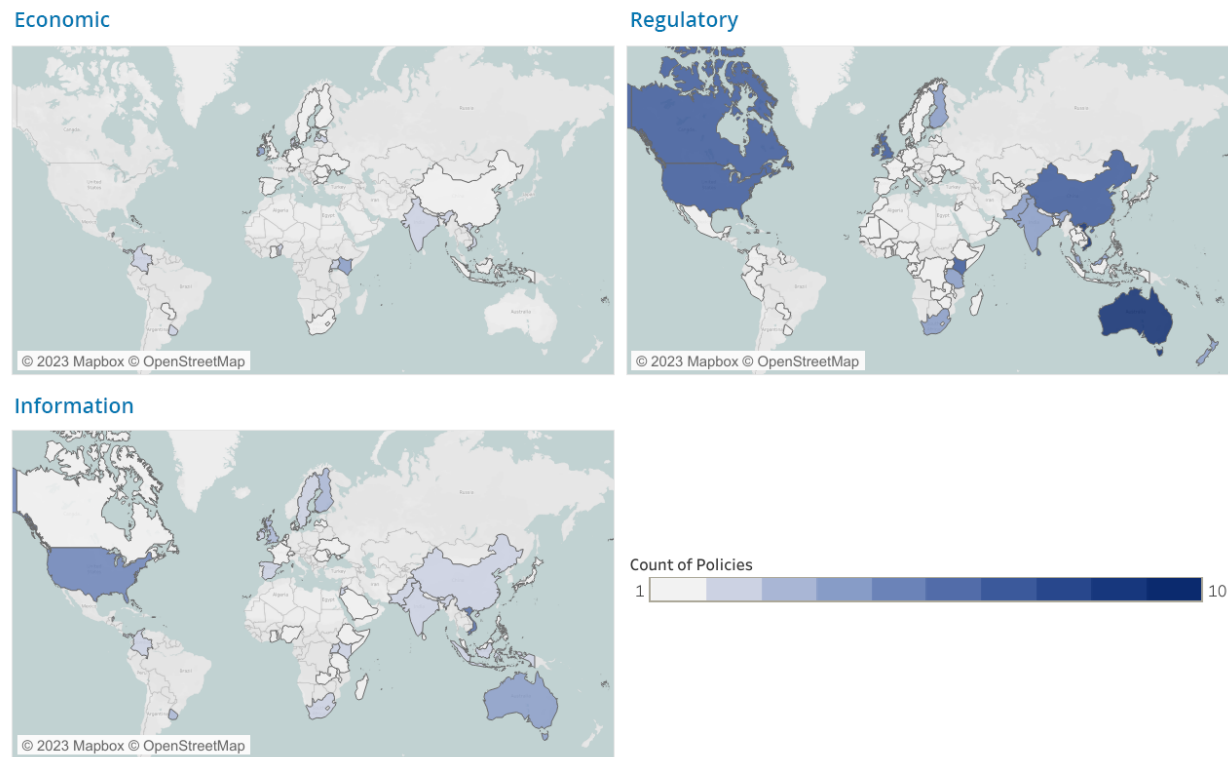 Economic
Regulatory
© 2023 Mapbox © OpenStreetMap
© 2023 Mapbox © OpenStreetMap
Information
Count of Policies
1
10
© 2023 Mapbox © OpenStreetMap